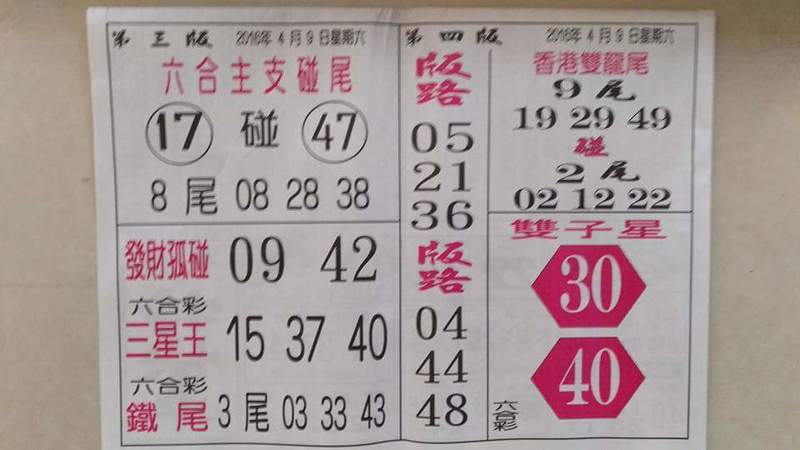 第三版 2016年4月9日星期六
六合主支碰尾
17 碰 47
8尾 08 28 38
發財孤碰 09 42
六合彩
三星王 15 37 40
六合彩
鐵尾 3尾 03 33 43
第四版 2016年4月9日星期六
版路
05
21
36
版路
04
44
48
香港雙龍尾
9尾
19 29 49
碰
2尾
02 12 22
雙子星
30
40
六合彩